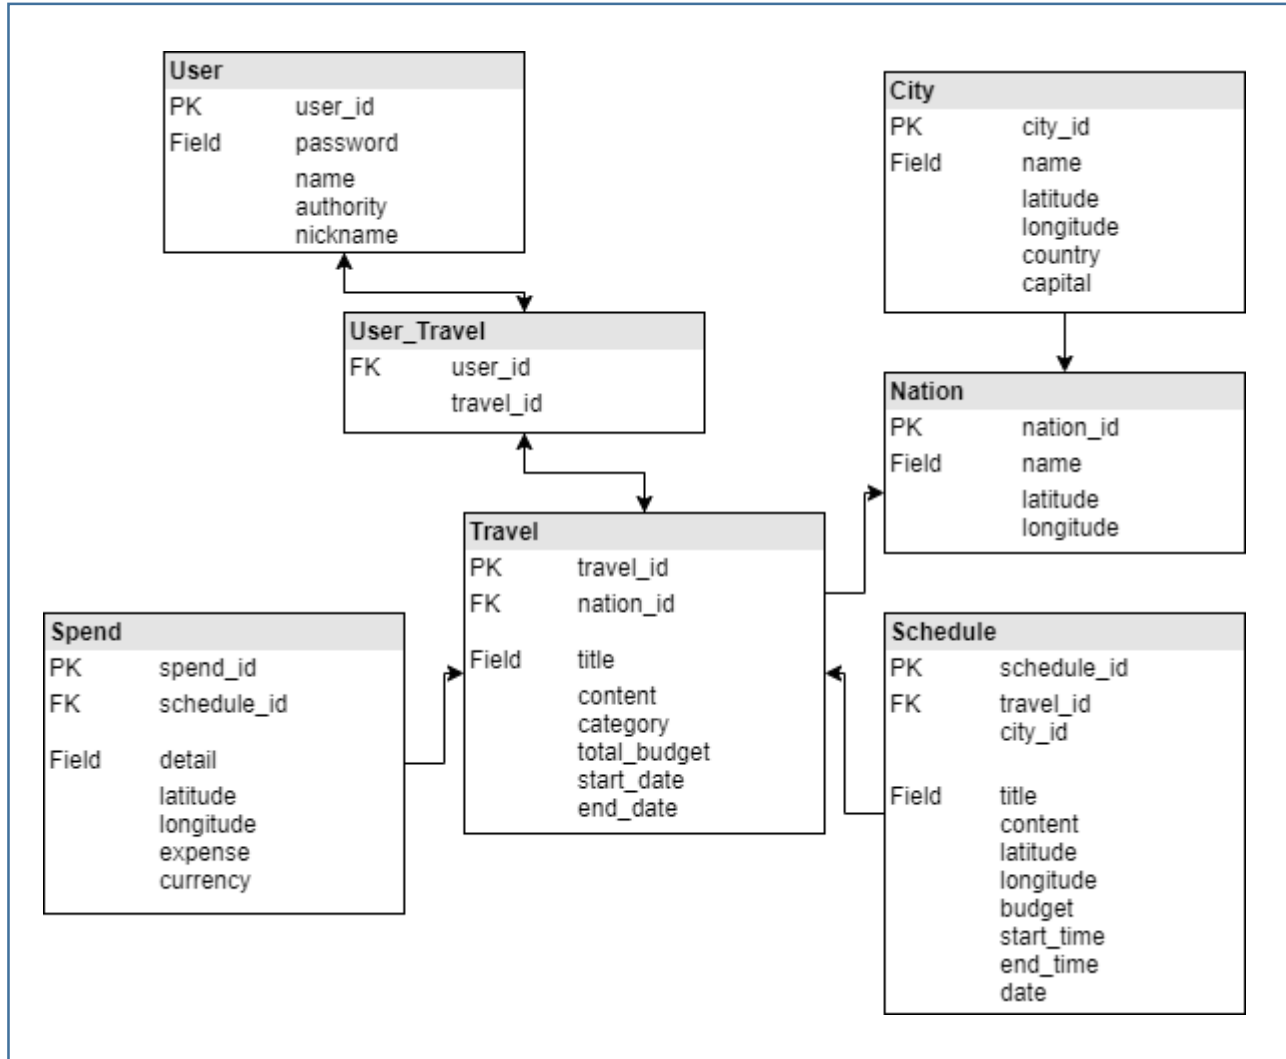 User
PK user_id
Field password
name
authority
nickname
City
PK city_id
Field name
latitude
longitude
country
capital
User_Travel
FK user_id
travel_id
Nation
PK nation_id
Field name
latitude
longitude
Travel
PK travel_id
FK nation_id
Field title
content
category
total_budget
start_date
end_date
Spend
PK spend_id
FK schedule_id
Field detail
latitude
longitude
expense
currency
Schedule
PK schedule_id
FK travel_id
city_id
Field title
content
latitude
longitude
budget
start_time
end_time
date